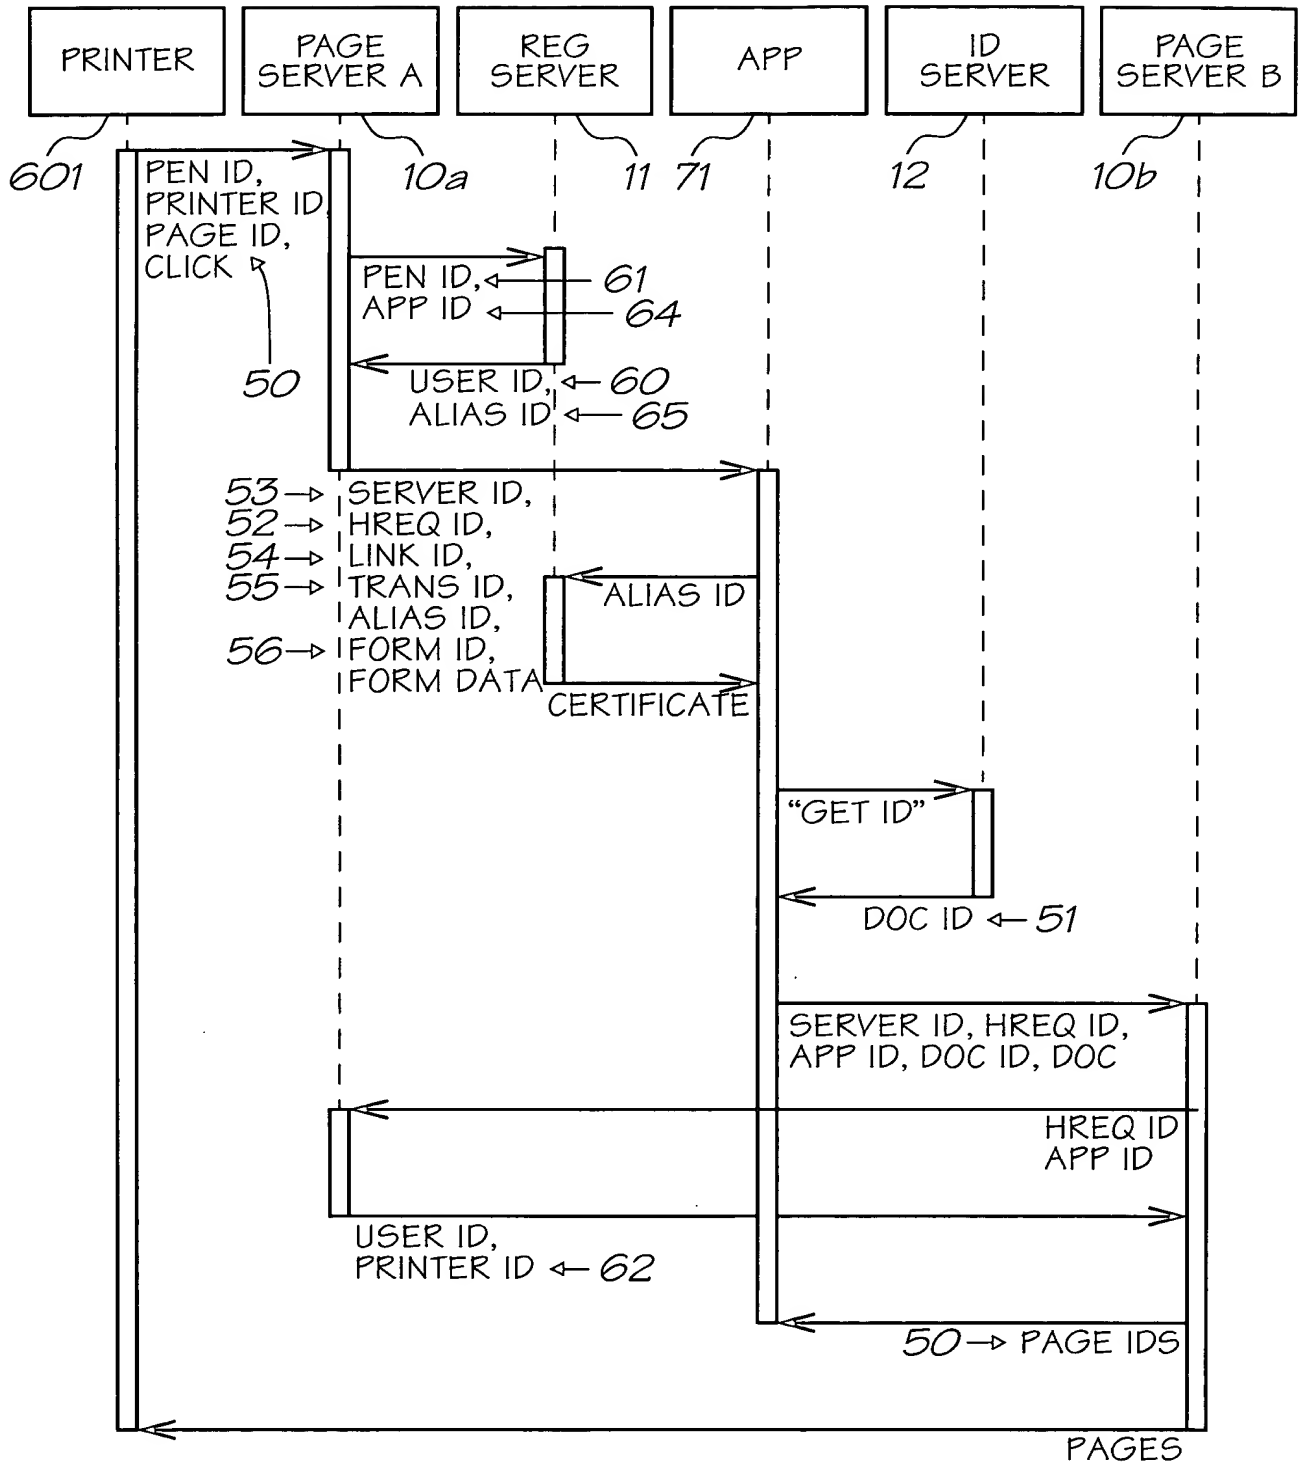 PRINTER
PAGE
SERVER A
REG
SERVER
APP
ID
SERVER
PAGE
SERVER B
601
10a
11
71
12
10b
PEN ID,
PRINTER ID
PAGE ID,
CLICK
50
PEN ID, 61
APP ID 64
USER ID, 60
ALIAS ID 65
53 SERVER ID,
52 HREQ ID,
54 LINK ID,
55 TRANS ID,
ALIAS ID,
56 FORM ID,
FORM DATA
ALIAS ID
CERTIFICATE
“GET ID”
DOC ID 51
SERVER ID, HREQ ID,
APP ID, DOC ID, DOC
HREQ ID
APP ID
USER ID,
PRINTER ID 62
50 PAGE IDS
PAGES